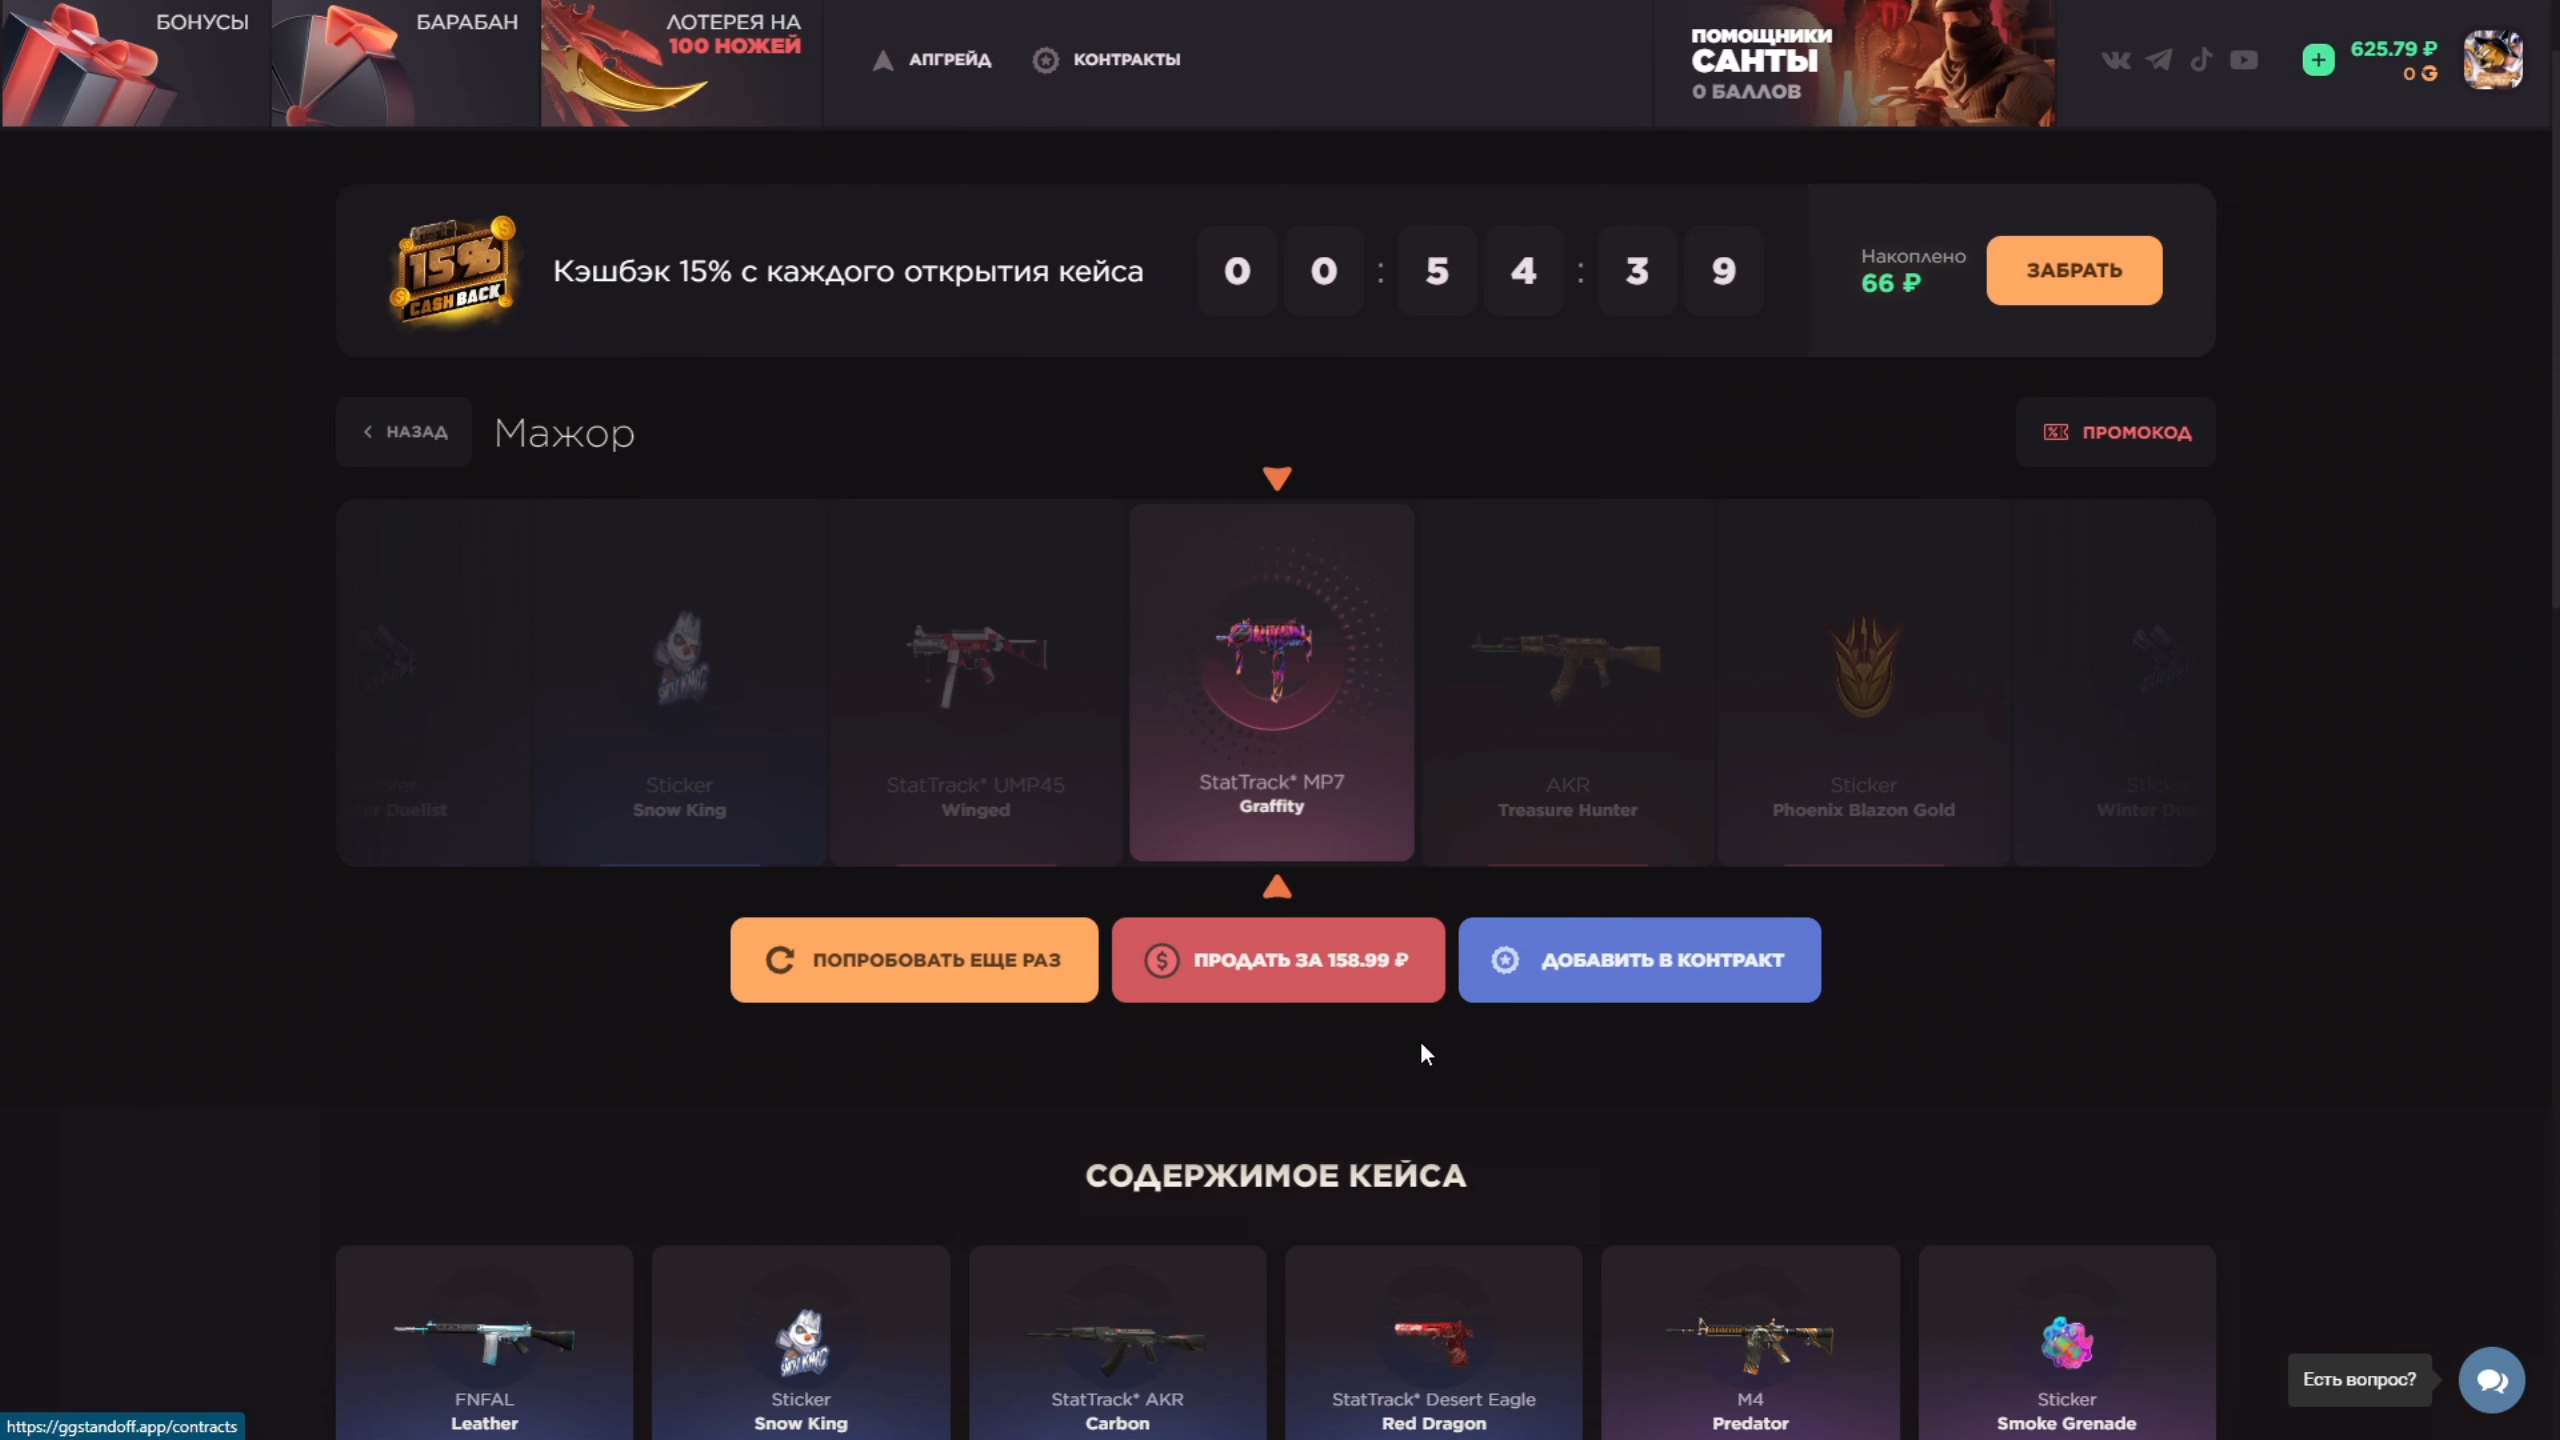 БОНУСЫ
БАРАБАН
ЛОТЕРЕЯ НА
100 НОЖЕЙ
АПГРЕЙД
КОНТРАКТЫ
ПОМОЩНИКИ
САНТЫ
0 БАЛЛОВ
625.79 ₽
0 G
15%
CASHBACK
Кэшбэк 15% с каждого открытия кейса
0 0 : 5 4 : 3 9
Накоплено
66 ₽
ЗАБРАТЬ
НАЗАД
Мажор
ПРОМОКОД
Duelist
Sticker
Snow King
StatTrack* UMP45
Winged
StatTrack* MP7
Graffity
AKR
Treasure Hunter
Sticker
Phoenix Blazon Gold
Winter
ПОПРОБОВАТЬ ЕЩЕ РАЗ
ПРОДАТЬ ЗА 158.99 ₽
ДОБАВИТЬ В КОНТРАКТ
СОДЕРЖИМОЕ КЕЙСА
FNFAL
Leather
Sticker
Snow King
StatTrack* AKR
Carbon
StatTrack* Desert Eagle
Red Dragon
M4
Predator
Sticker
Smoke Grenade
Есть вопрос?
https://ggstandoff.app/contracts